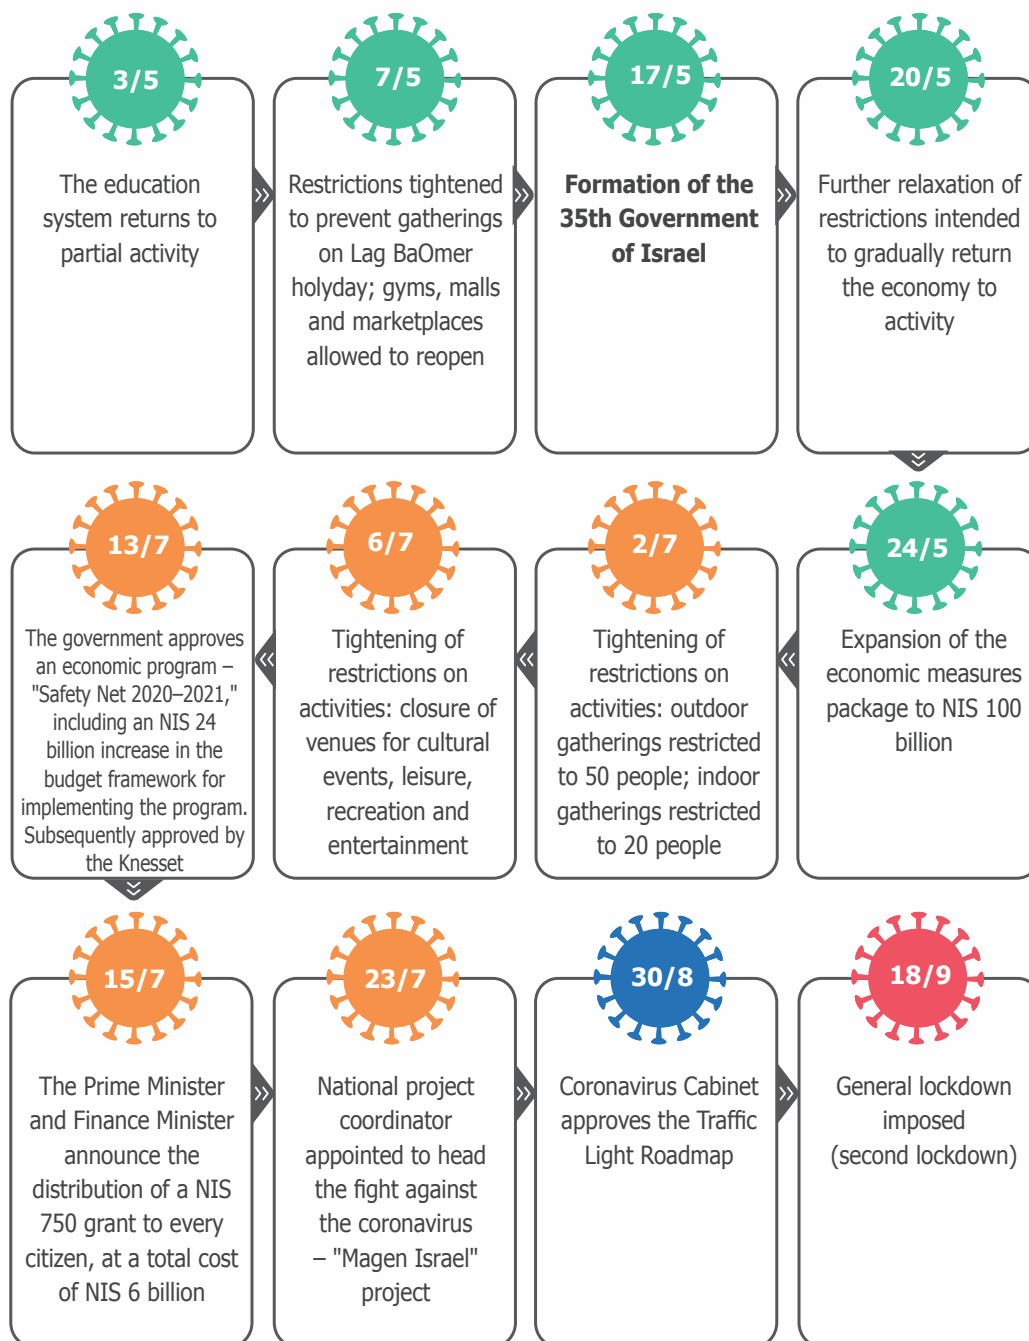 3/5
The education
system returns to
partial activity
7/5
Restrictions tightened
to prevent gatherings
on Lag BaOmer
holyday; gyms, malls
and marketplaces
allowed to reopen
17/5
Formation of the
35th Government
of Israel
20/5
Further relaxation of
restrictions intended
to gradually return
the economy to
activity
24/5
Expansion of the
economic measures
package to NIS 100
billion
2/7
Tightening of
restrictions on
activities: outdoor
gatherings restricted
to 50 people; indoor
gatherings restricted
to 20 people
6/7
Tightening of
restrictions on
activities: closure of
venues for cultural
events, leisure,
recreation and
entertainment
13/7
The government approves
an economic program –
"Safety Net 2020–2021,"
including an NIS 24
billion increase in the
budget framework for
implementing the program.
Subsequently approved by
the Knesset
15/7
The Prime Minister
and Finance Minister
announce the
distribution of a NIS
750 grant to every
citizen, at a total cost
of NIS 6 billion
23/7
National project
coordinator
appointed to head
the fight against
the coronavirus
– "Magen Israel"
project
30/8
Coronavirus Cabinet
approves the Traffic
Light Roadmap
18/9
General lockdown
imposed
(second lockdown)